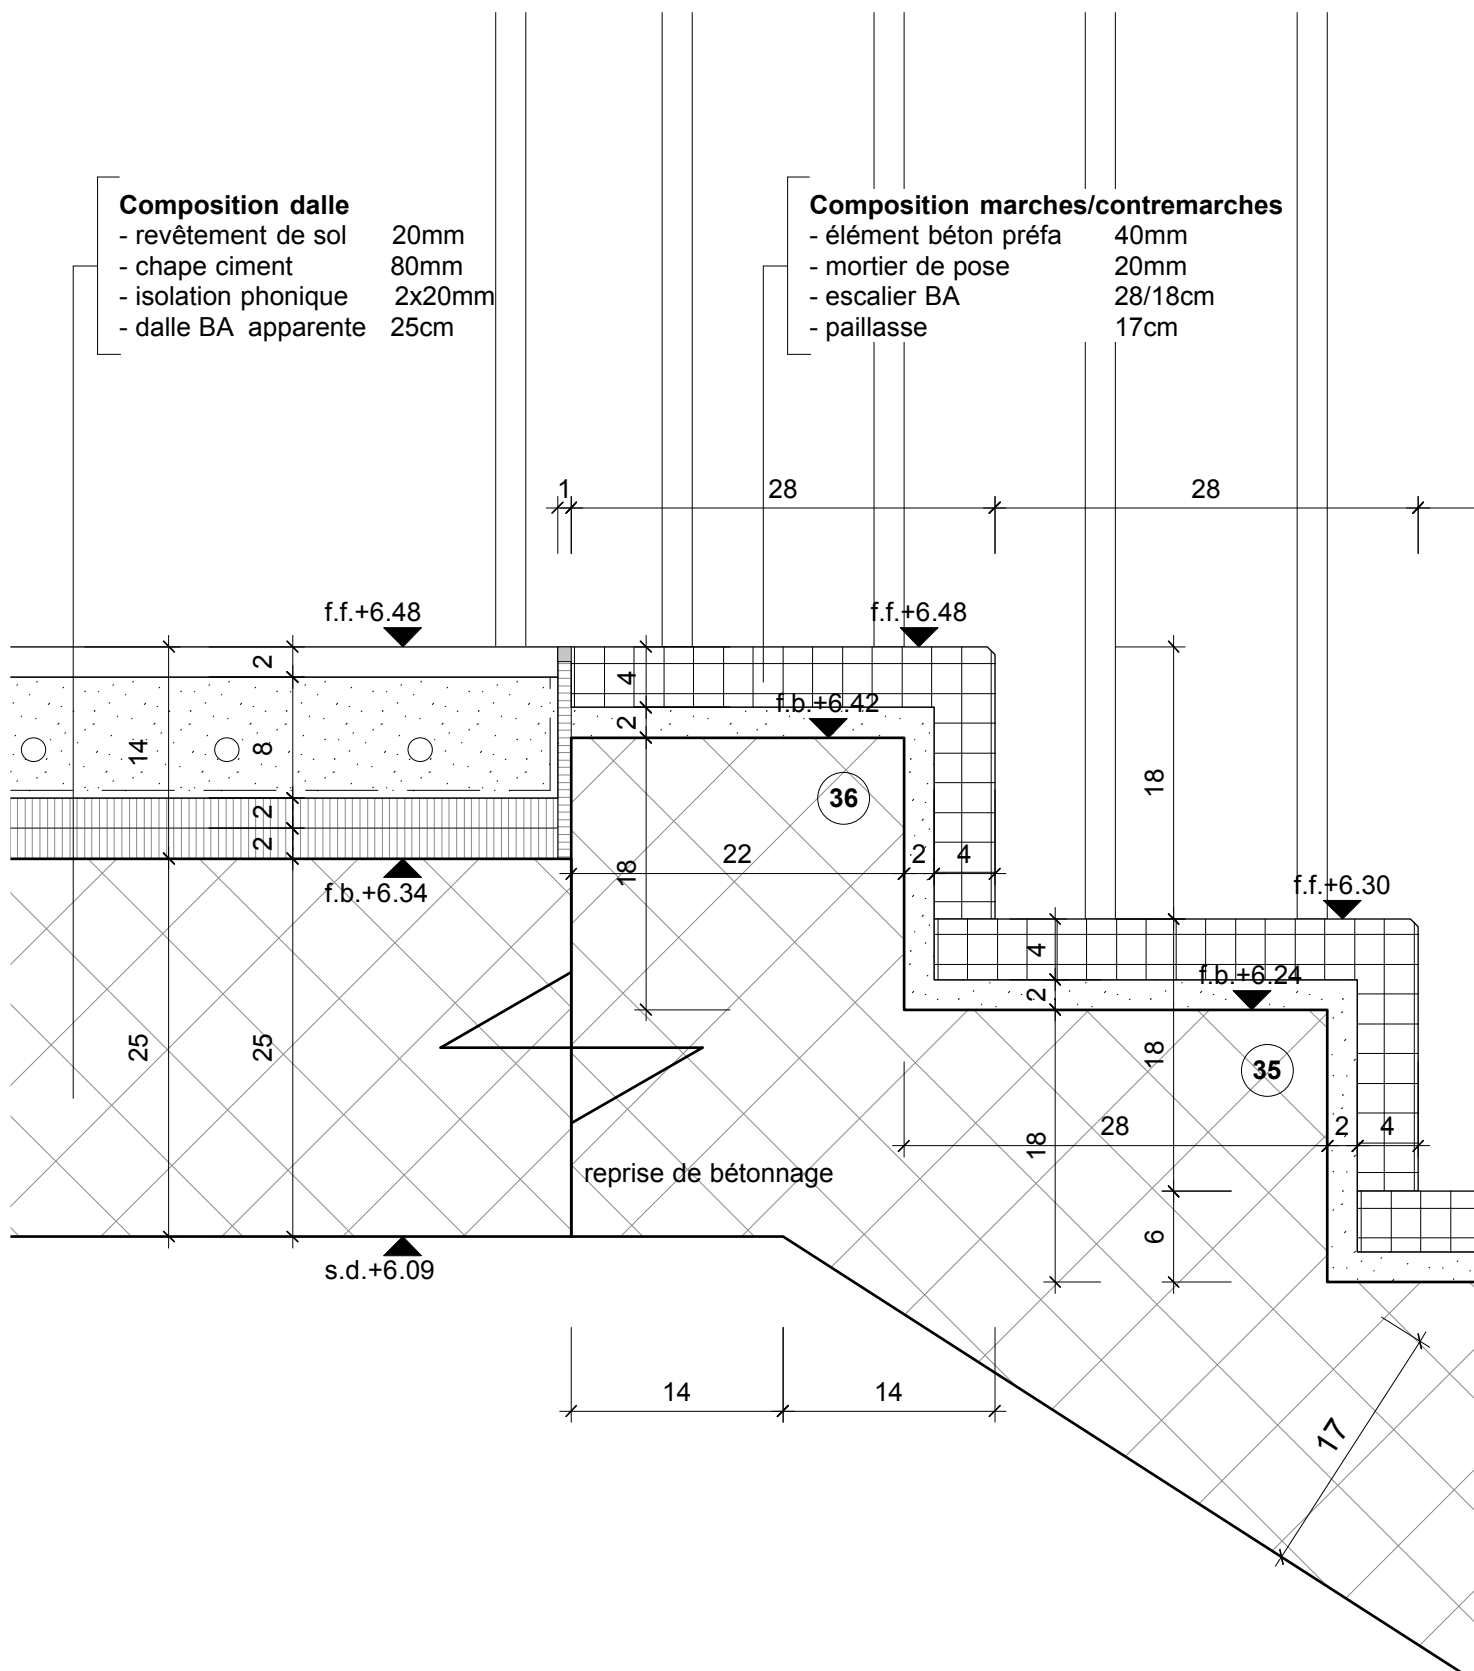 Composition dalle
- revêtement de sol 20mm
- chape ciment 80mm
- isolation phonique 2x20mm
- dalle BA apparente 25cm
Composition marches/contremarches
- élément béton préfa 40mm
- mortier de pose 20mm
- escalier BA 28/18cm
- paillasse 17cm
1 28 28
f.f.+6.48 f.f.+6.48
2
4
f.b.+6.42
2
14 8
18
36
2
2
22 2 4
18
f.b.+6.34
f.f.+6.30
4
f.b.+6.24
2
25 25
18
35
28 2 4
18
reprise de bétonnage
6
s.d.+6.09
14 14
17